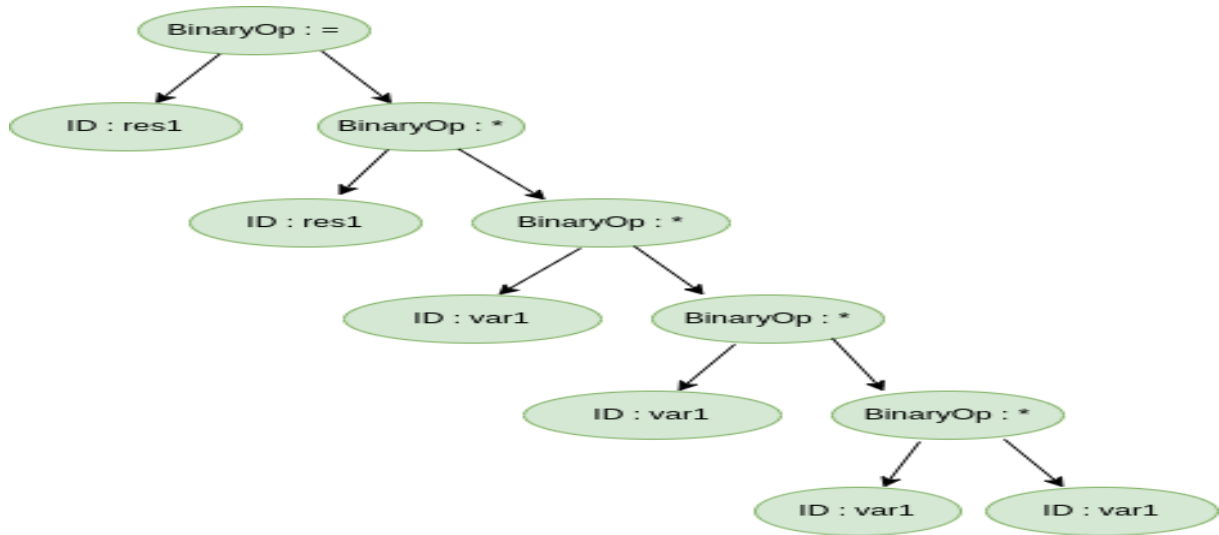 BinaryOp : =
ID : res1
BinaryOp : *
ID : res1
BinaryOp : *
ID : var1
BinaryOp : *
ID : var1
BinaryOp : *
ID : var1
ID : var1